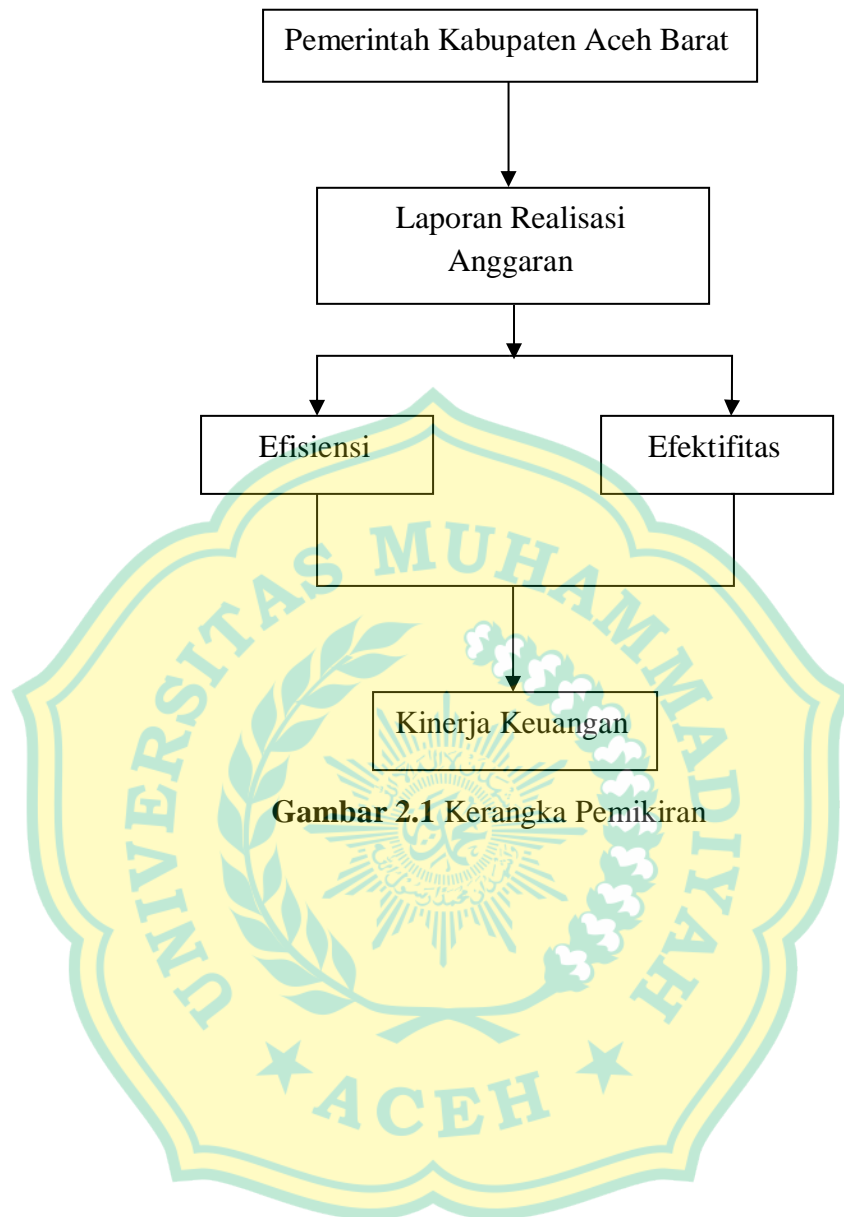 Pemerintah Kabupaten Aceh Barat
Laporan Realisasi
Anggaran
Efisiensi
Efektifitas
Kinerja Keuangan
Gambar 2.1 Kerangka Pemikiran
UNIVERSITAS MUHAMMADIYAH
ACEH